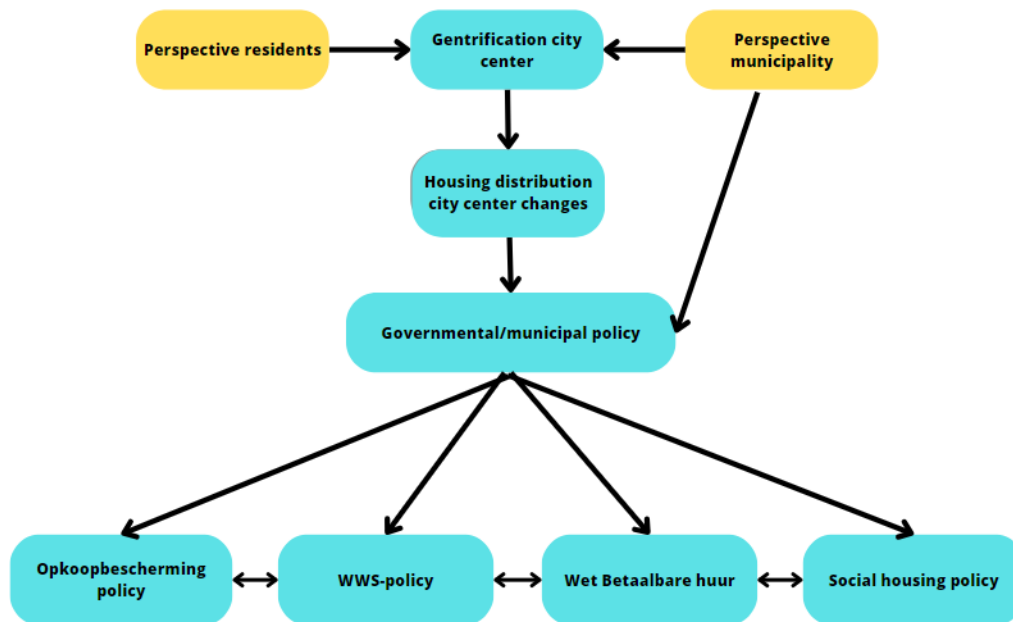 Perspective residents
Gentrification city
center
Perspective
municipality
Housing distribution
city center changes
Governmental/municipal policy
Opkoopbescherming
policy
WWS-policy
Wet Betaalbare huur
Social housing policy